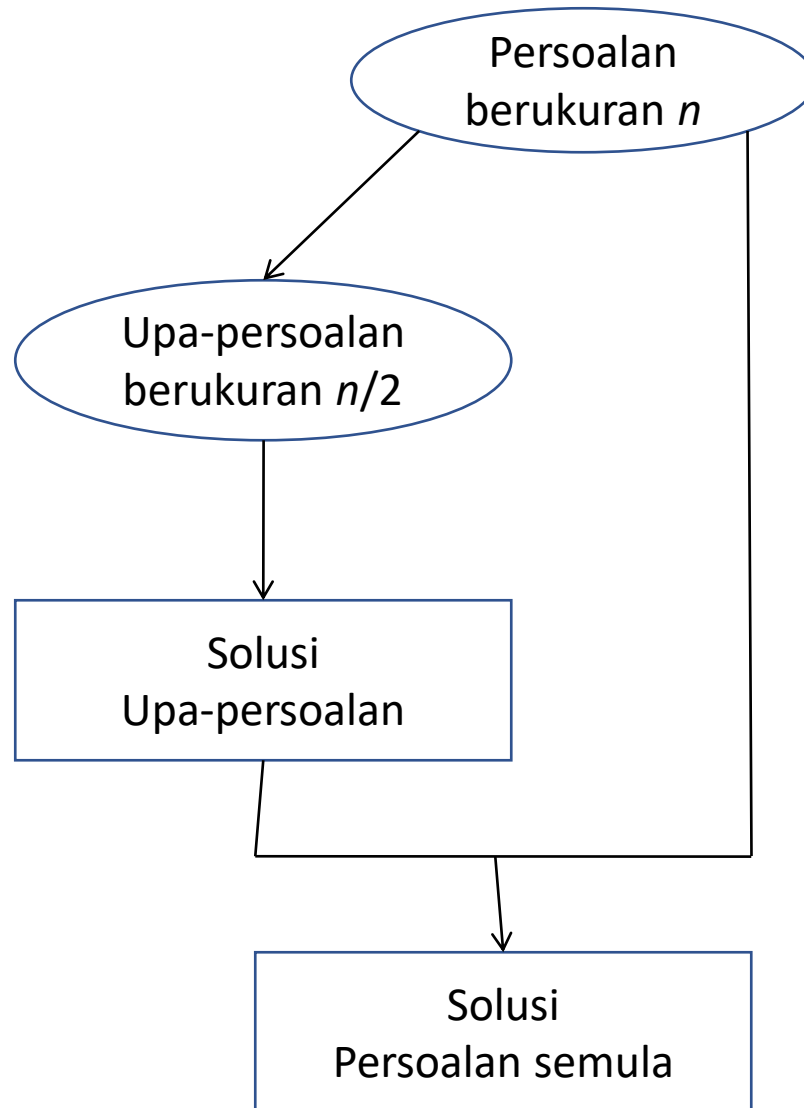 Persoalan
berukuran n
Upa-persoalan
berukuran n/2
Solusi
Upa-persoalan
Solusi
Persoalan semula